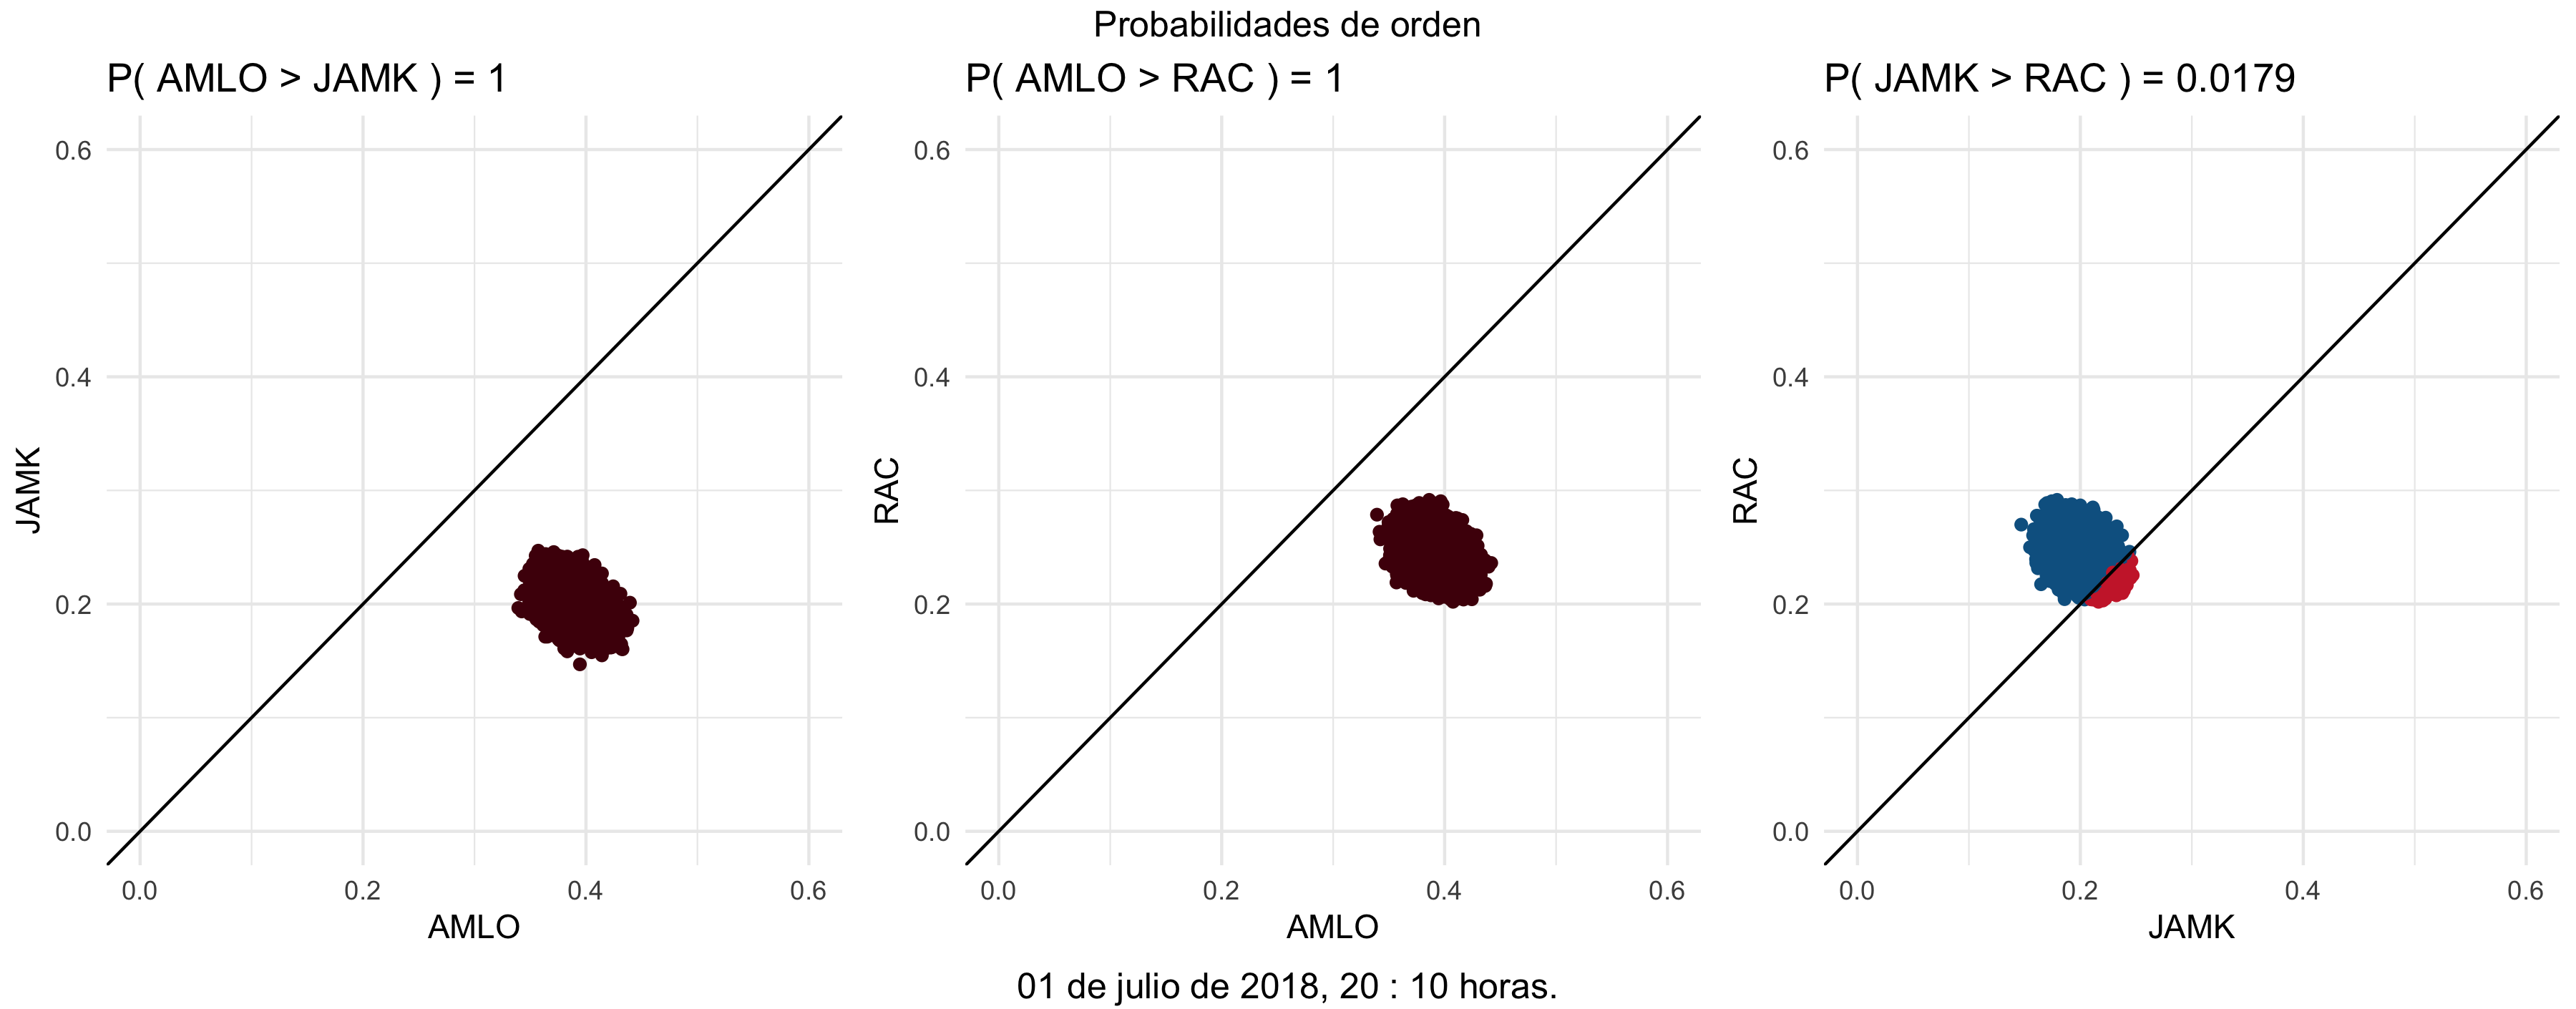 Probabilidades de orden
P( AMLO > JAMK ) = 1
P( AMLO > RAC ) = 1
P( JAMK > RAC ) = 0.0179
JAMK
0.6
0.4
0.2
0.0
0.0 0.2 0.4 0.6
AMLO
RAC
0.6
0.4
0.2
0.0
0.0 0.2 0.4 0.6
AMLO
RAC
0.6
0.4
0.2
0.0
0.0 0.2 0.4 0.6
JAMK
01 de julio de 2018, 20 : 10 horas.